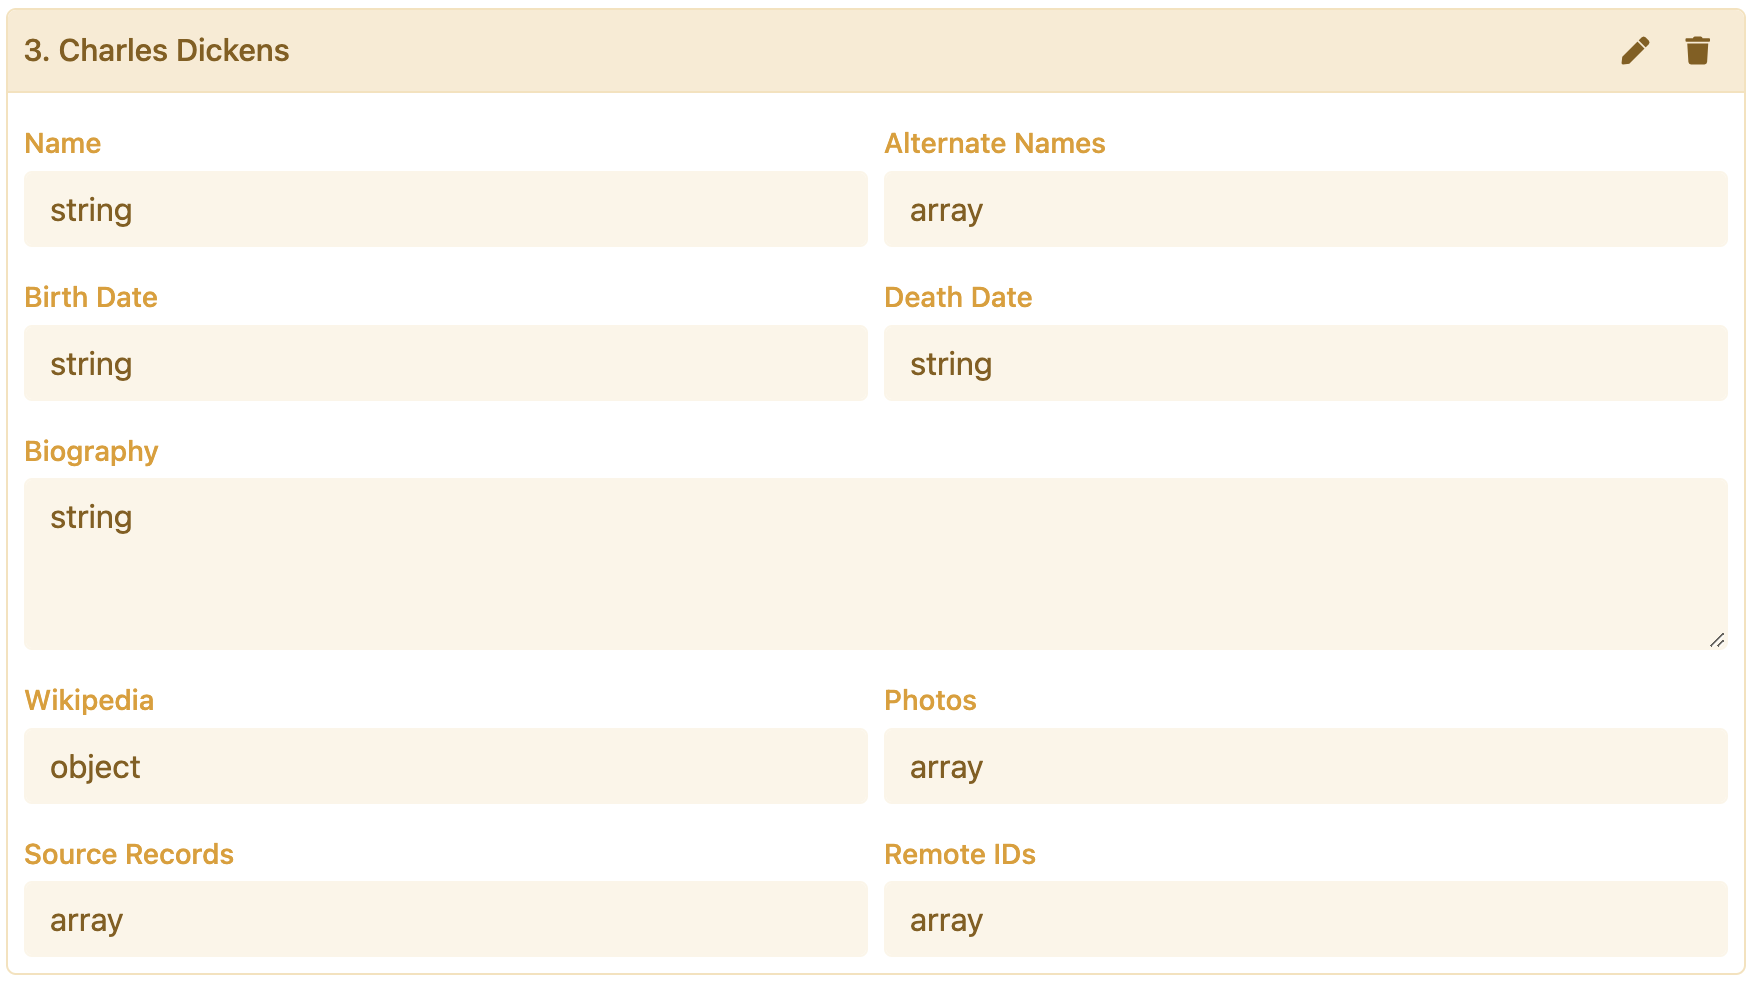 3. Charles Dickens
Name
string
Alternate Names
array
Birth Date
string
Death Date
string
Biography
string
Wikipedia
object
Photos
array
Source Records
array
Remote IDs
array